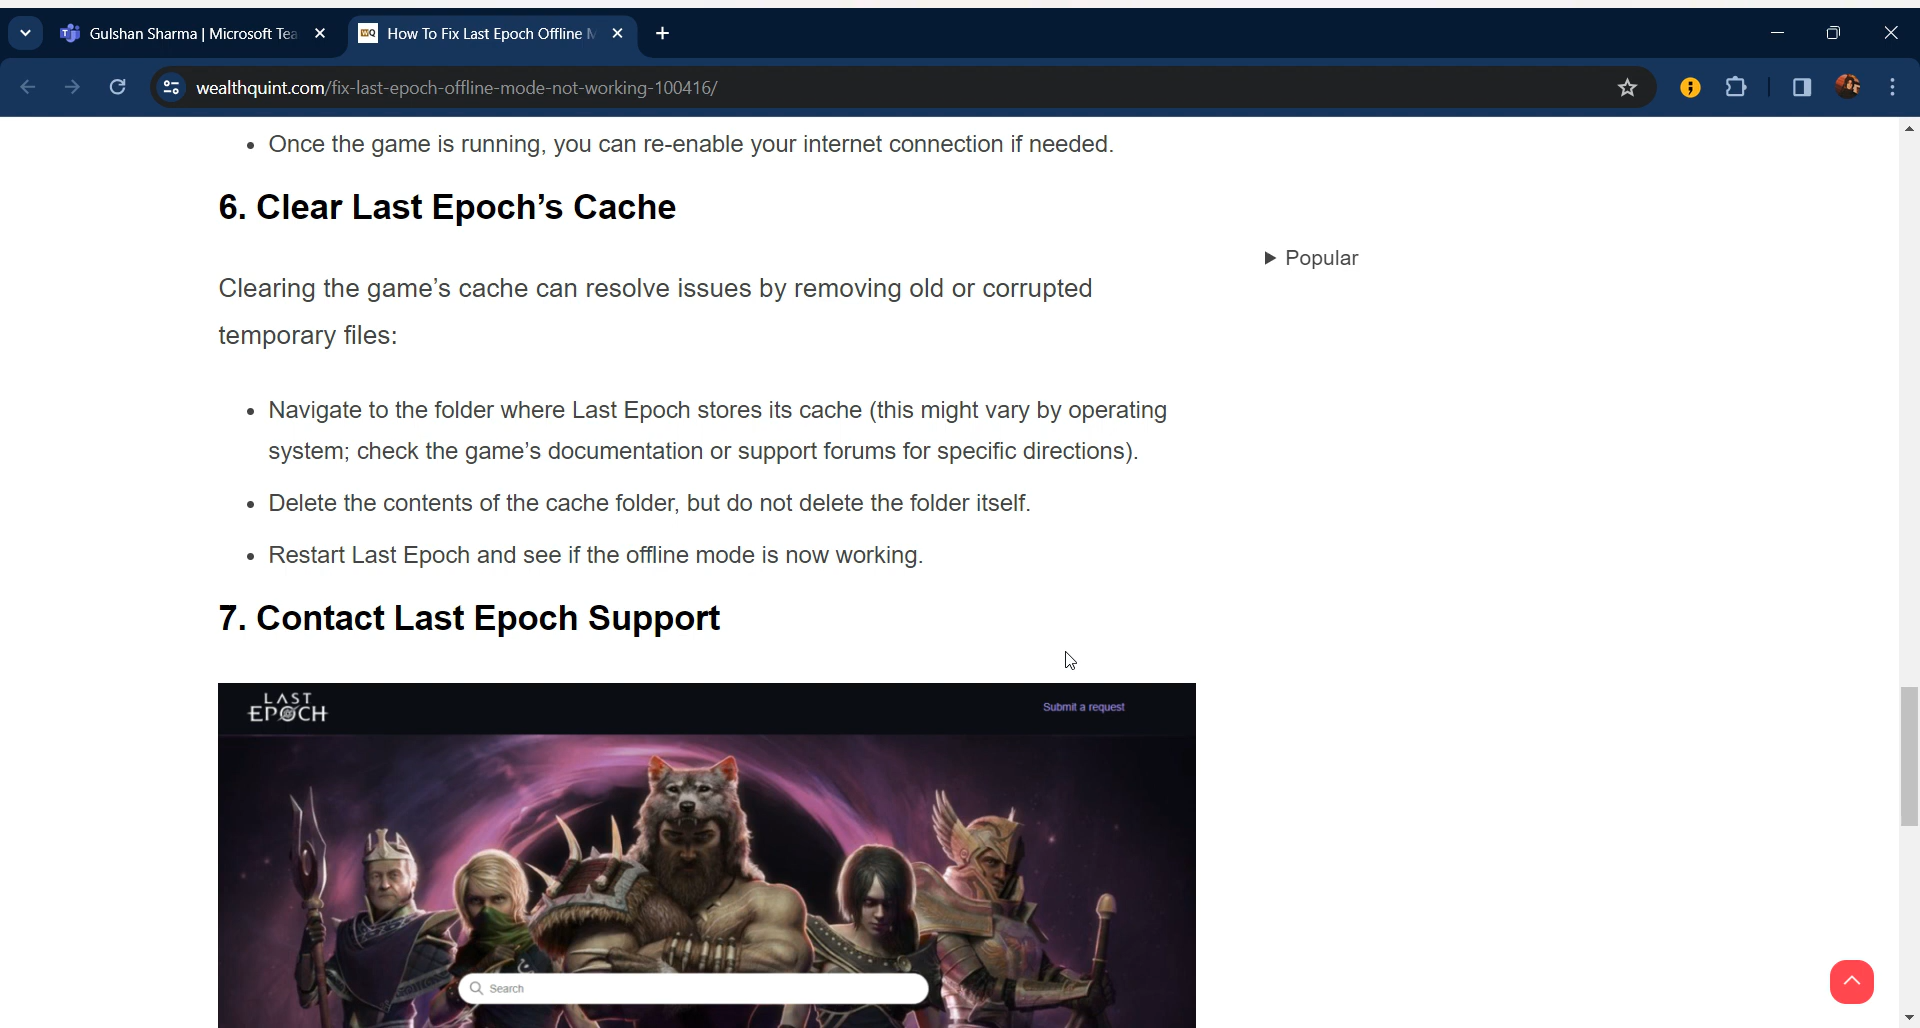 Gulshan Sharma | Microsoft Tea
How To Fix Last Epoch Offline M
wealthquint.com/fix-last-epoch-offline-mode-not-working-100416/
• Once the game is running, you can re-enable your internet connection if needed.
6. Clear Last Epoch’s Cache
▶ Popular
Clearing the game’s cache can resolve issues by removing old or corrupted
temporary files:
• Navigate to the folder where Last Epoch stores its cache (this might vary by operating
system; check the game’s documentation or support forums for specific directions).
• Delete the contents of the cache folder, but do not delete the folder itself.
• Restart Last Epoch and see if the offline mode is now working.
7. Contact Last Epoch Support
LAST
EPOCH
Submit a request
Search